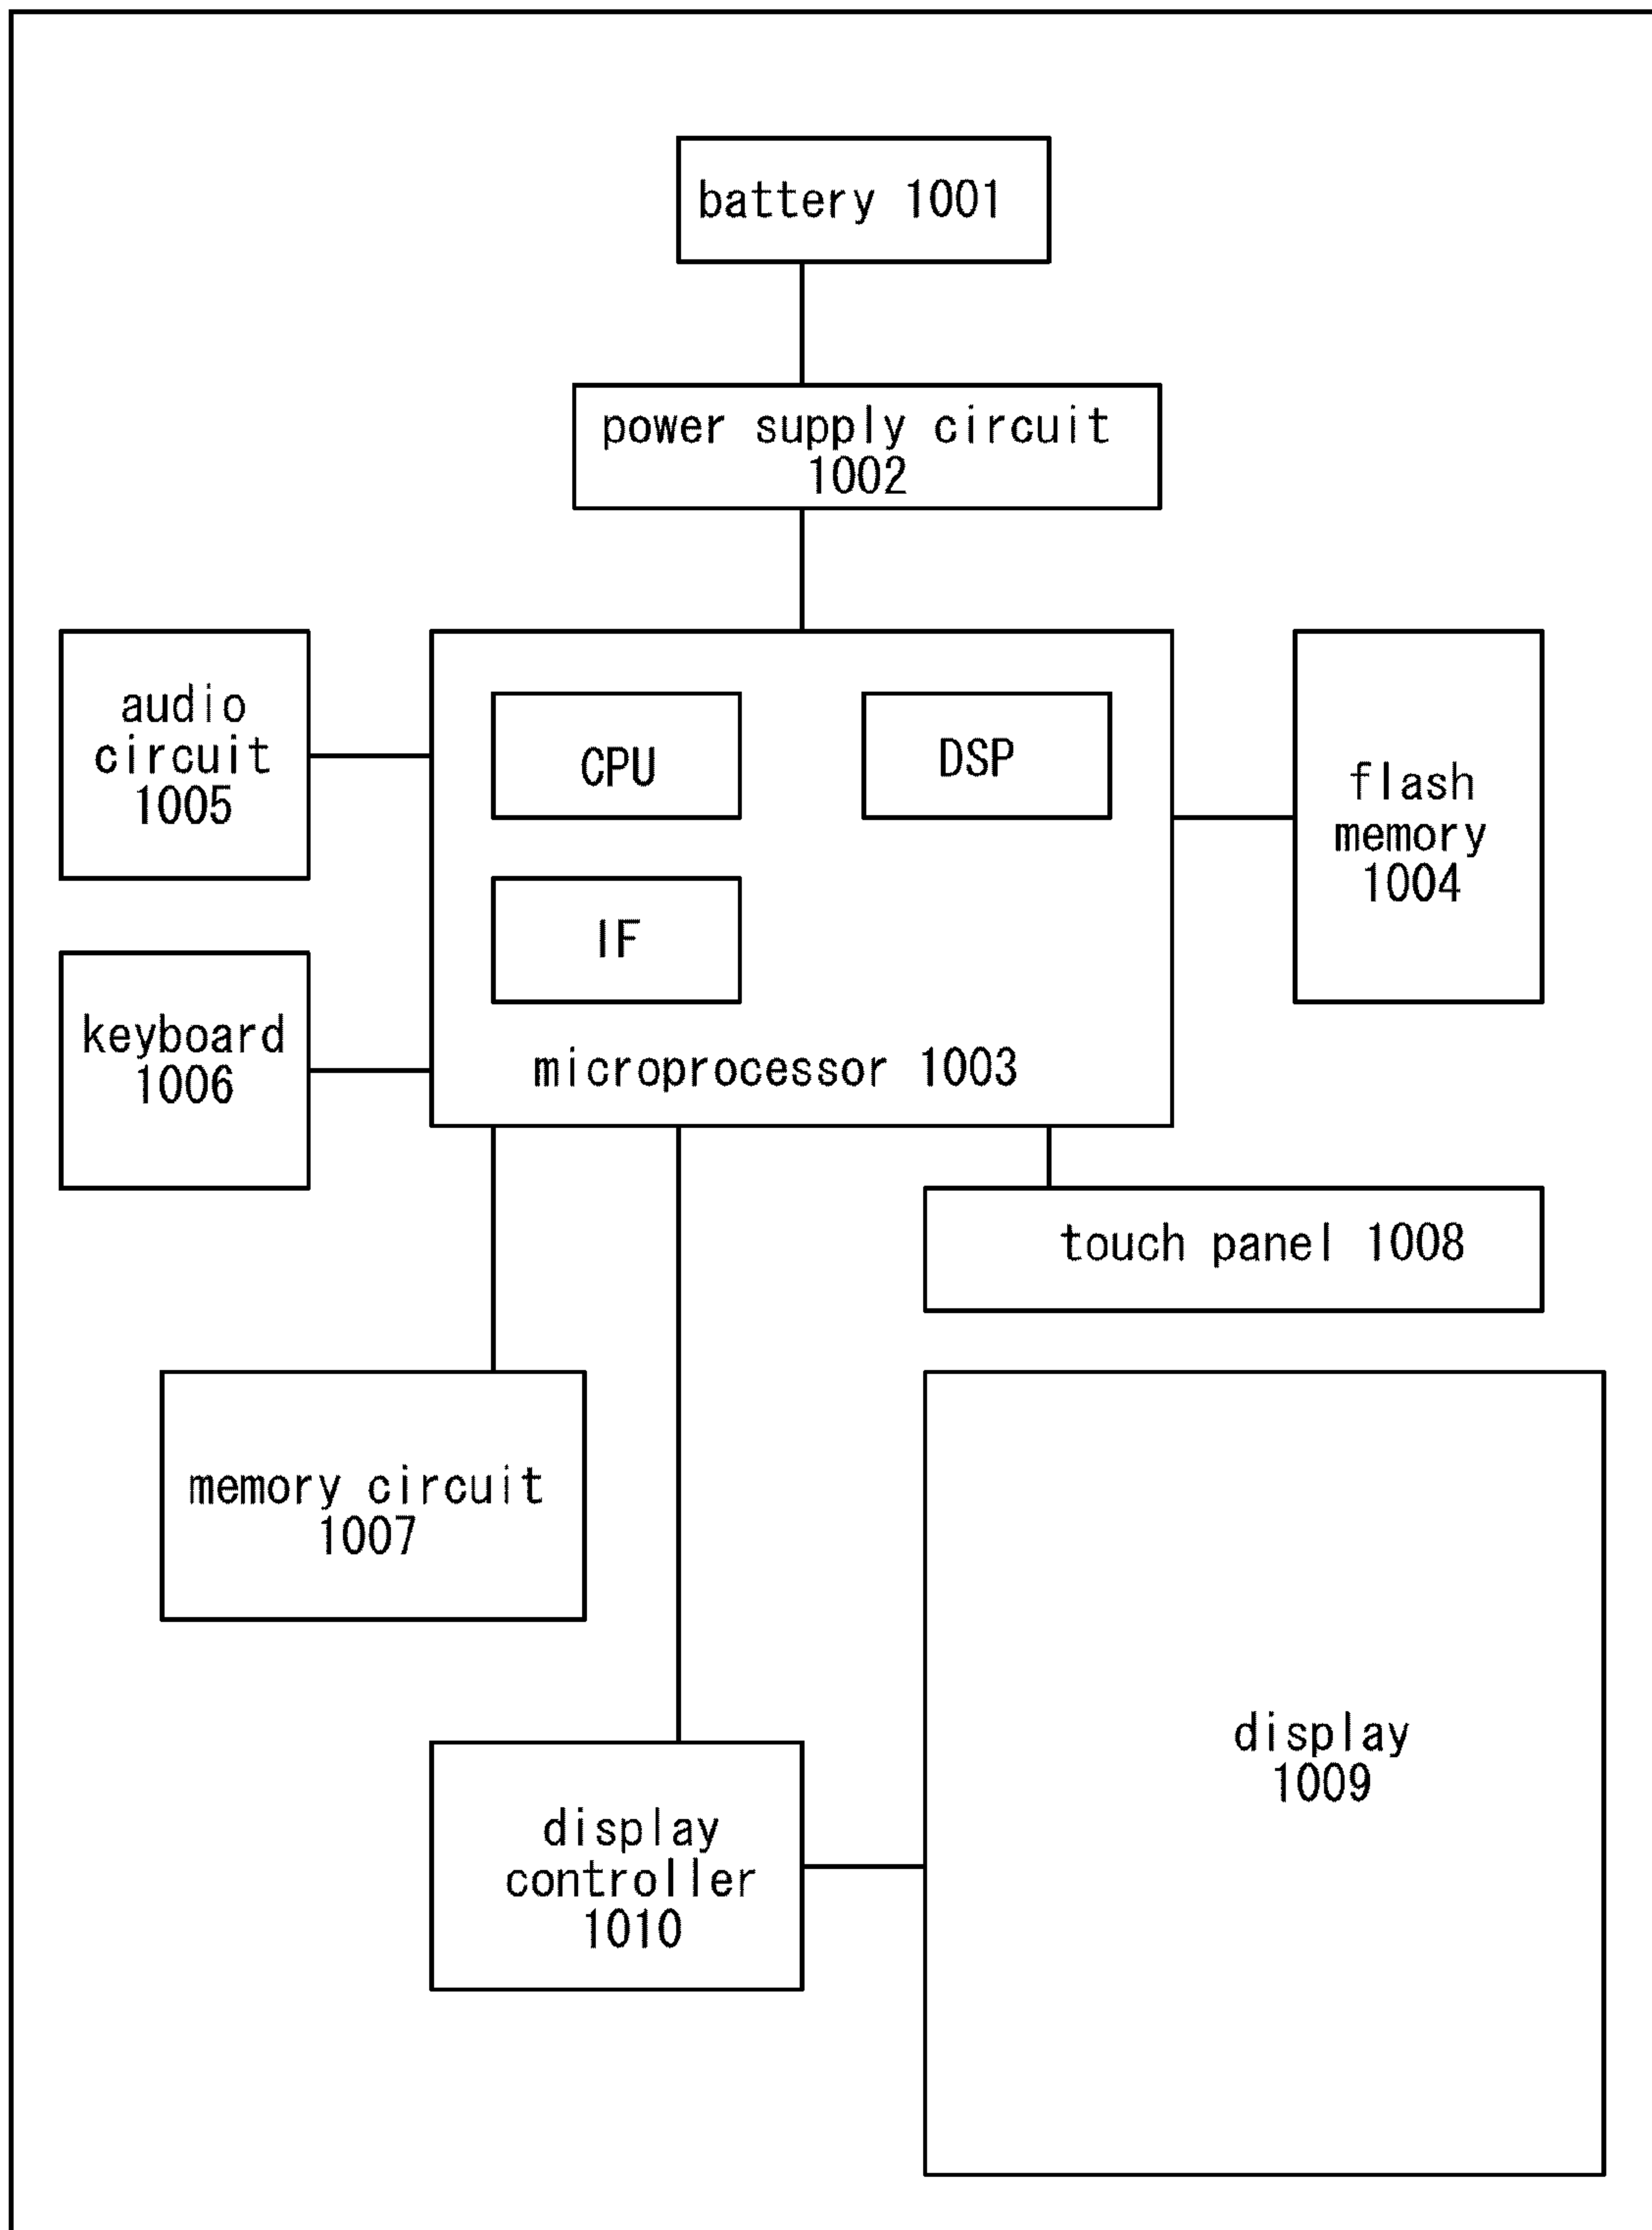 battery 1001
power supply circuit
1002
audio
circuit
1005
CPU
DSP
flash
memory
1004
IF
keyboard
1006
microprocessor 1003
touch panel 1008
memory circuit
1007
display
1009
display
controller
1010